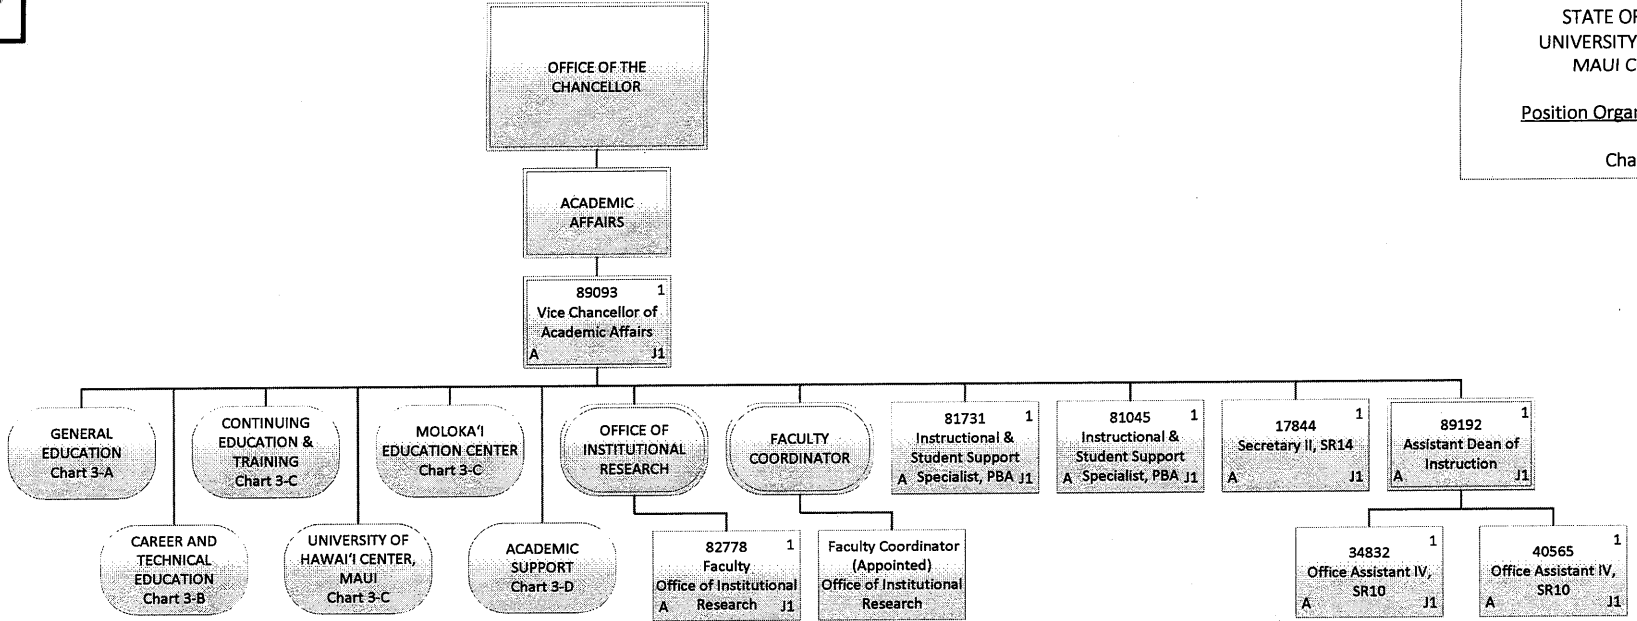 STATE OF
UNIVERSITY
MAUI C
Position Organ
Cha
OFFICE OF THE
CHANCELLOR
ACADEMIC
AFFAIRS
89093 1
Vice Chancellor of
Academic Affairs
A J1
GENERAL
EDUCATION
Chart 3-A
CONTINUING
EDUCATION &
TRAINING
Chart 3-C
MOLOKA'I
EDUCATION CENTER
Chart 3-C
OFFICE OF
INSTITUTIONAL
RESEARCH
FACULTY
COORDINATOR
81731 1
Instructional &
Student Support
A Specialist, PBA J1
81045 1
Instructional &
Student Support
A Specialist, PBA J1
17844 1
Secretary II, SR14
A J1
89192 1
Assistant Dean of
Instruction
A J1
CAREER AND
TECHNICAL
EDUCATION
Chart 3-B
UNIVERSITY OF
HAWAI'I CENTER,
MAUI
Chart 3-C
ACADEMIC
SUPPORT
Chart 3-D
82778 1
Faculty
Office of Institutional
A Research J1
Faculty Coordinator
(Appointed)
Office of Institutional
Research
34832 1
Office Assistant IV,
SR10
A J1
40565 1
Office Assistant IV,
SR10
A J1